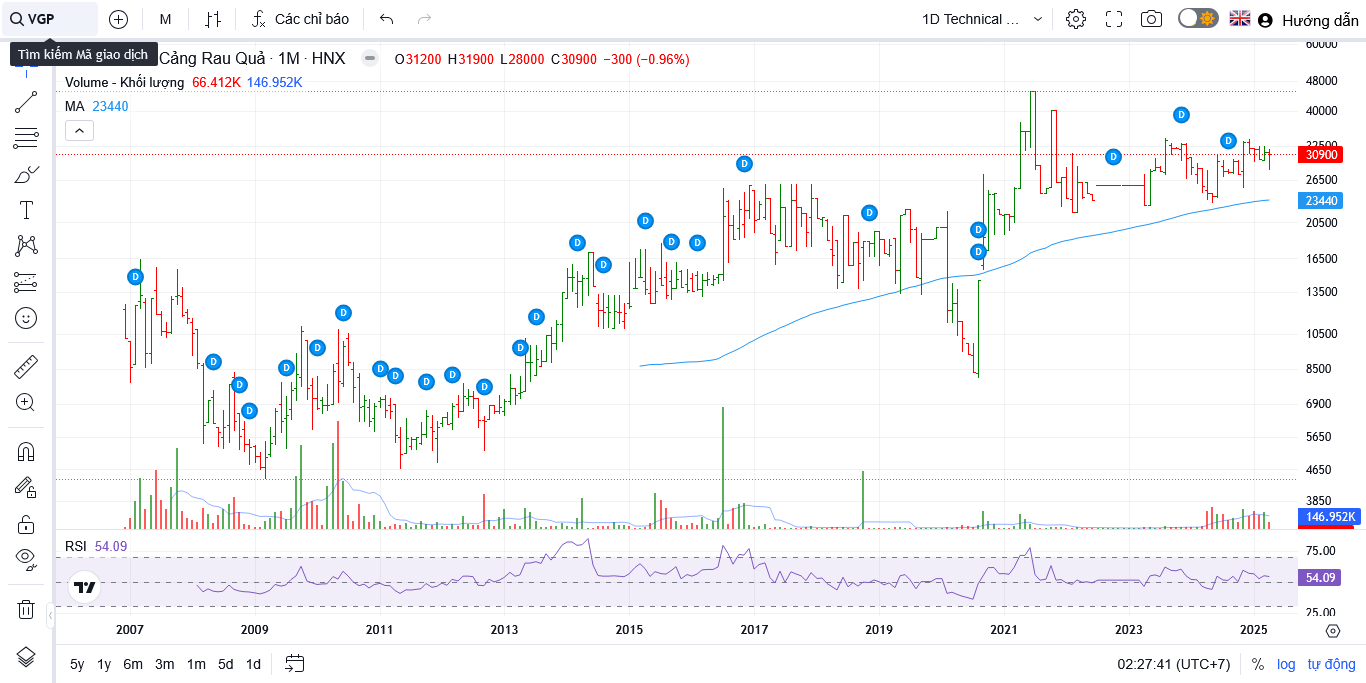 VGP M Các chỉ báo 1D Technical ... Hướng dẫn
Tìm kiếm Mã giao dịch
Cảng Rau Quả · 1M · HNX O31200 H31900 L28000 C30900 −300 (−0.96%)
Volume - Khối lượng 66.412K 146.952K
MA 23440
60000
48000
40000
32500
30900
26500
23440
20500
16500
13500
10500
8500
6900
5650
4650
3850
146.952K
D D D D D D D D D D D D D D D D D D D D D D D D D D D
RSI 54.09
75.00
54.09
25.00
2007 2009 2011 2013 2015 2017 2019 2021 2023 2025
5y 1y 6m 3m 1m 5d 1d 02:27:41 (UTC+7) % log tự động